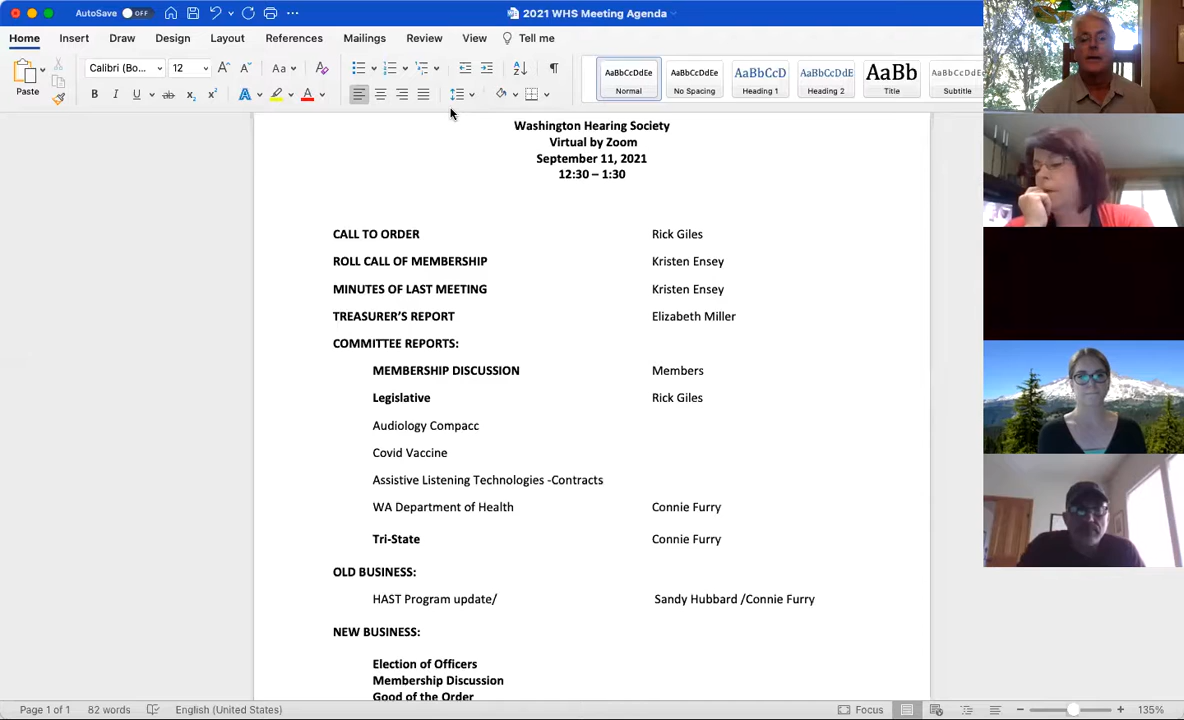 AutoSave OFF 2021 WHS Meeting Agenda
Home Insert Draw Design Layout References Mailings Review View Tell me
Paste
Calibri (Bo... 12 Aa
AaBbCcDdEe AaBbCcDdEe AaBbCcD AaBbCcDdE AaBb AaBbCcDdEe
Normal No Spacing Heading 1 Heading 2 Title Subtitle
Washington Hearing Society
Virtual by Zoom
September 11, 2021
12:30 – 1:30
CALL TO ORDER Rick Giles
ROLL CALL OF MEMBERSHIP Kristen Ensey
MINUTES OF LAST MEETING Kristen Ensey
TREASURER'S REPORT Elizabeth Miller
COMMITTEE REPORTS:
MEMBERSHIP DISCUSSION Members
Legislative Rick Giles
Audiology Compacc
Covid Vaccine
Assistive Listening Technologies -Contracts
WA Department of Health Connie Furry
Tri-State Connie Furry
OLD BUSINESS:
HAST Program update/ Sandy Hubbard /Connie Furry
NEW BUSINESS:
Election of Officers
Membership Discussion
Good of the Order
Page 1 of 1 82 words English (United States) Focus 135%